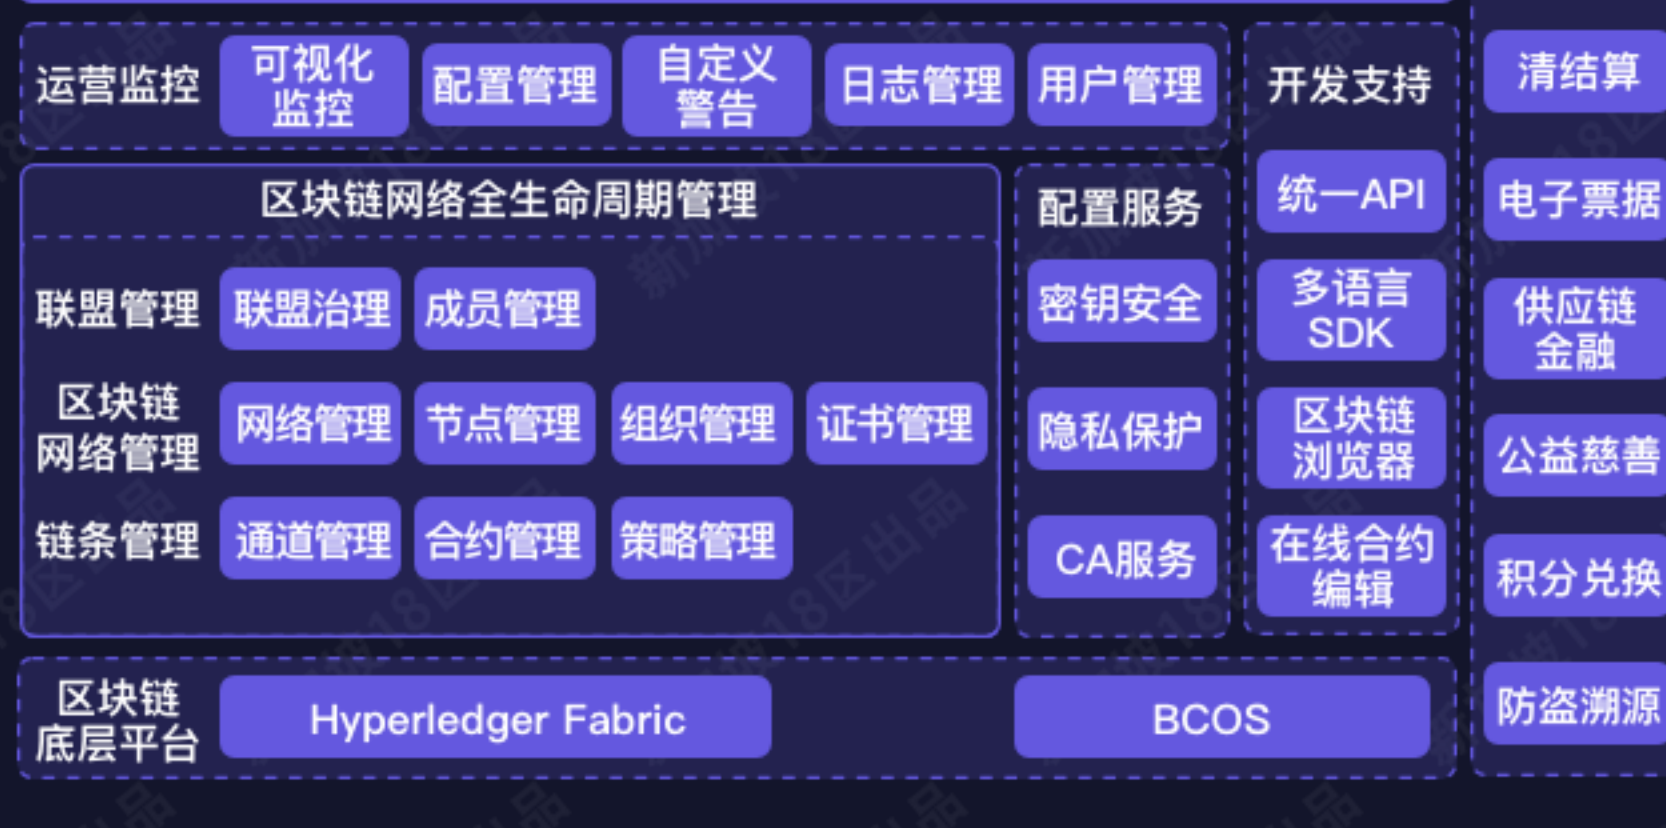 运营监控
可视化
监控
配置管理
自定义
警告
日志管理
用户管理
区块链网络全生命周期管理
联盟管理
联盟治理
成员管理
区块链
网络管理
网络管理
节点管理
组织管理
证书管理
链条管理
通道管理
合约管理
策略管理
配置服务
密钥安全
隐私保护
CA服务
开发支持
统一API
多语言
SDK
区块链
浏览器
在线合约
编辑
清结算
电子票据
供应链
金融
公益慈善
积分兑换
防盗溯源
区块链
底层平台
Hyperledger Fabric
BCOS
新加坡18区出品